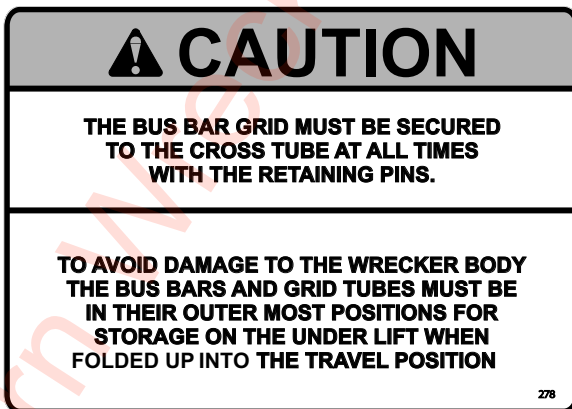 CAUTION
THE BUS BAR GRID MUST BE SECURED
TO THE CROSS TUBE AT ALL TIMES
WITH THE RETAINING PINS.
TO AVOID DAMAGE TO THE WRECKER BODY
THE BUS BARS AND GRID TUBES MUST BE
IN THEIR OUTER MOST POSITIONS FOR
STORAGE ON THE UNDER LIFT WHEN
FOLDED UP INTO THE TRAVEL POSITION
278